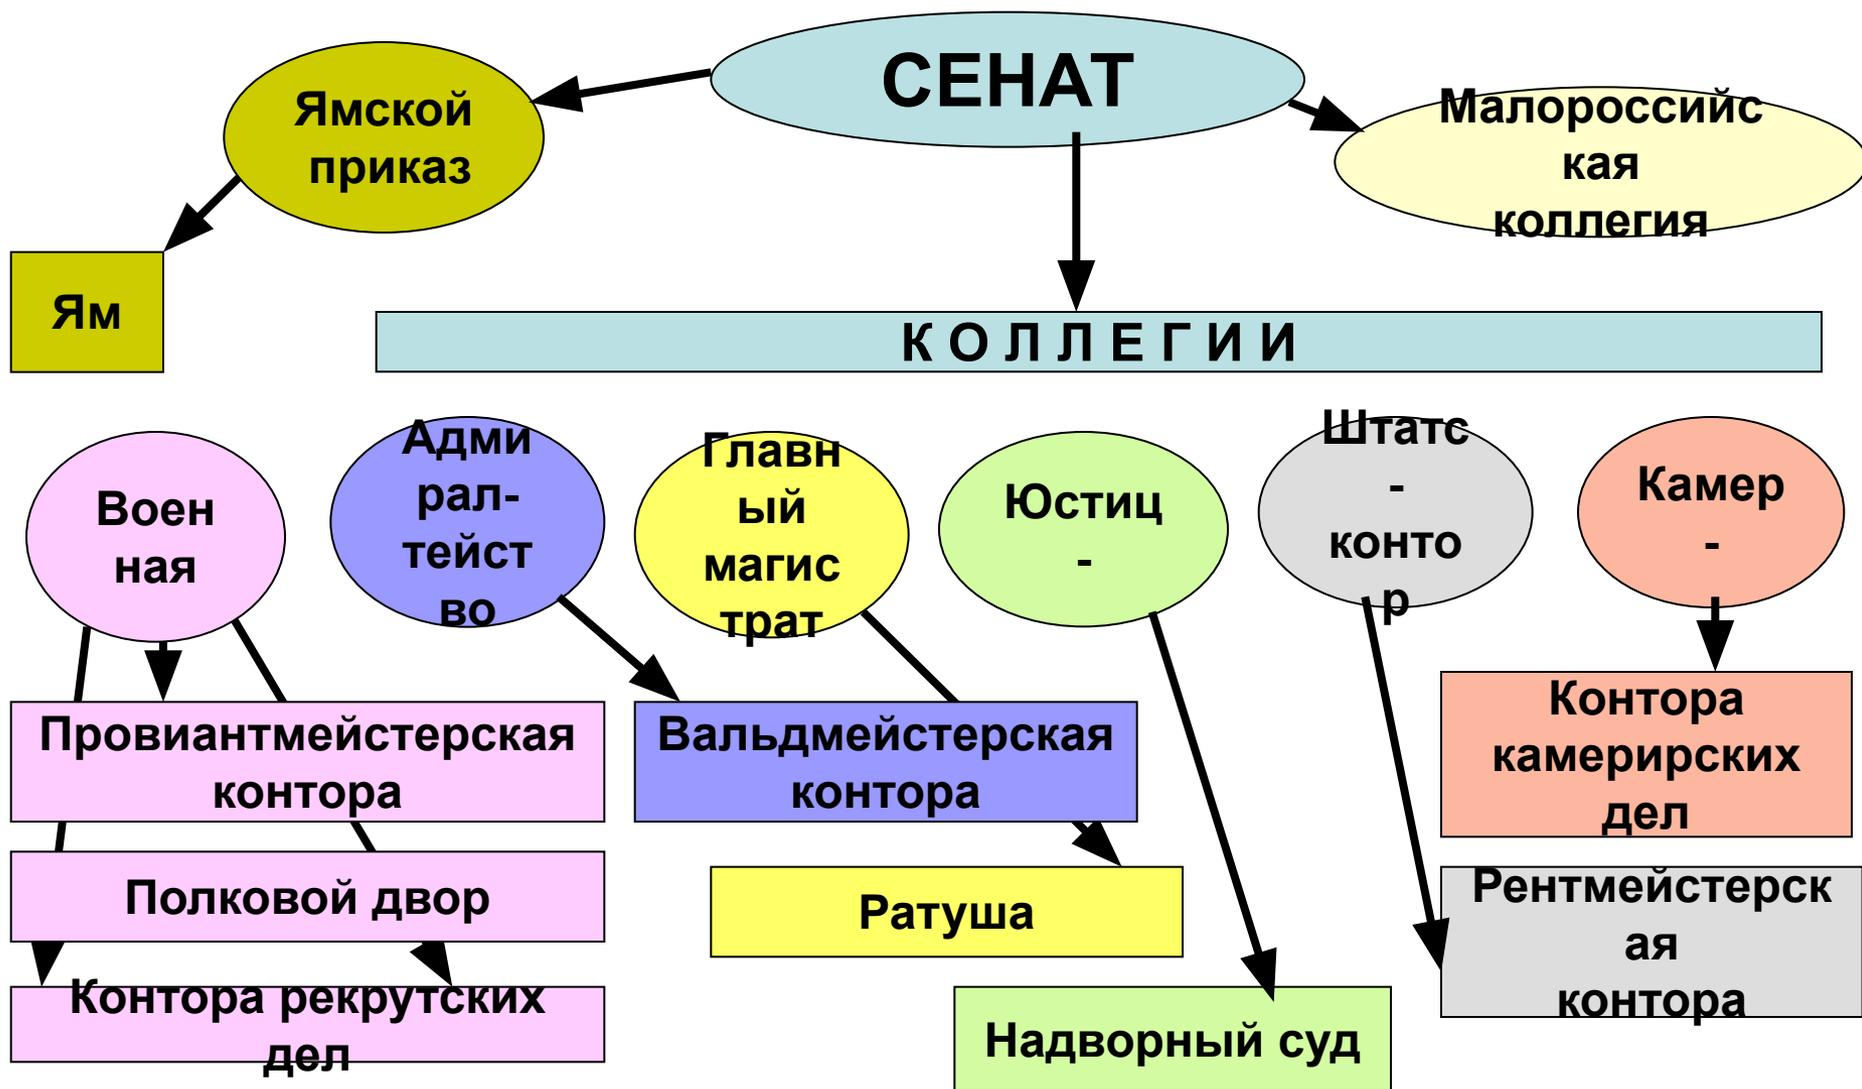 СЕНАТ
Ямской
приказ
Малороссийс
кая
коллегия
Ям
К О Л Л Е Г И И
Воен
ная
Адми
рал-
тейст
во
Главн
ый
магис
трат
Юстиц
-
Штатс
-
конто
р
Камер
-
Провиантмейстерская
контора
Вальдмейстерская
контора
Контора
камерирских
дел
Полковой двор
Ратуша
Рентмейстерск
ая
контора
Контора рекрутских
дел
Надворный суд